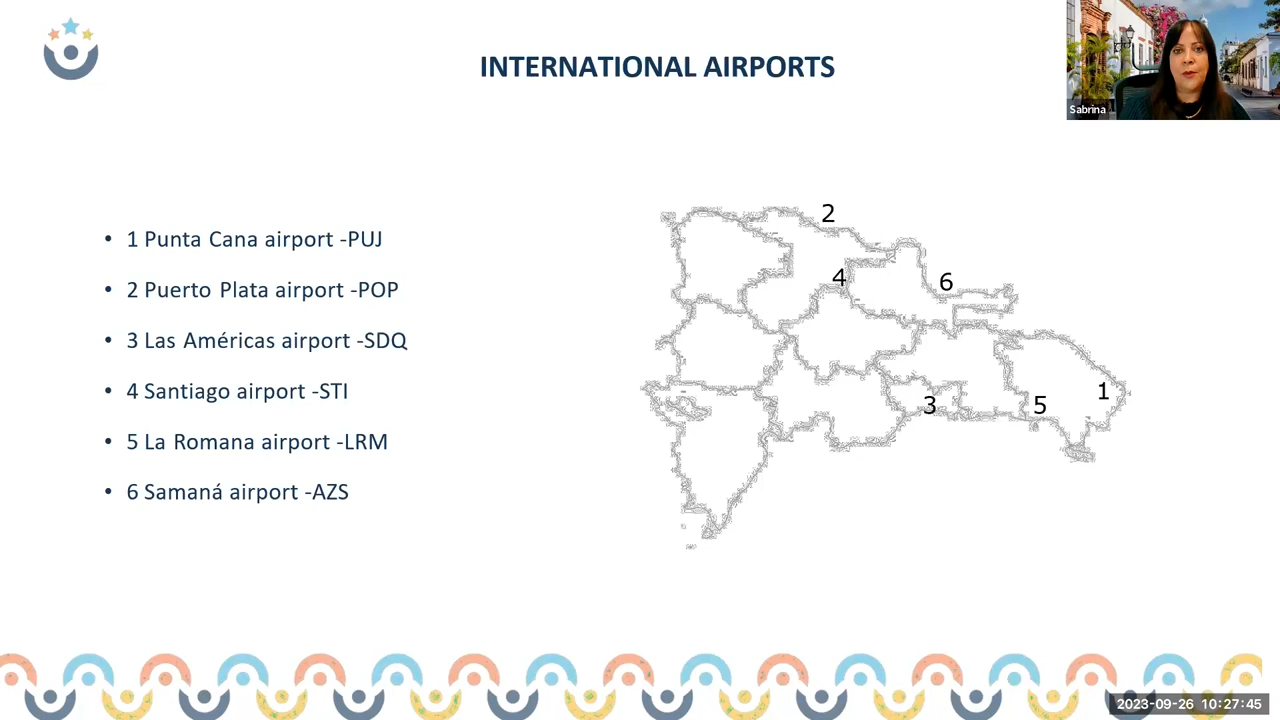 INTERNATIONAL AIRPORTS
Sabrina
• 1 Punta Cana airport -PUJ
• 2 Puerto Plata airport -POP
• 3 Las Américas airport -SDQ
• 4 Santiago airport -STI
• 5 La Romana airport -LRM
• 6 Samaná airport -AZS
2
4
6
1
3
5
2023-09-26 10:27:45